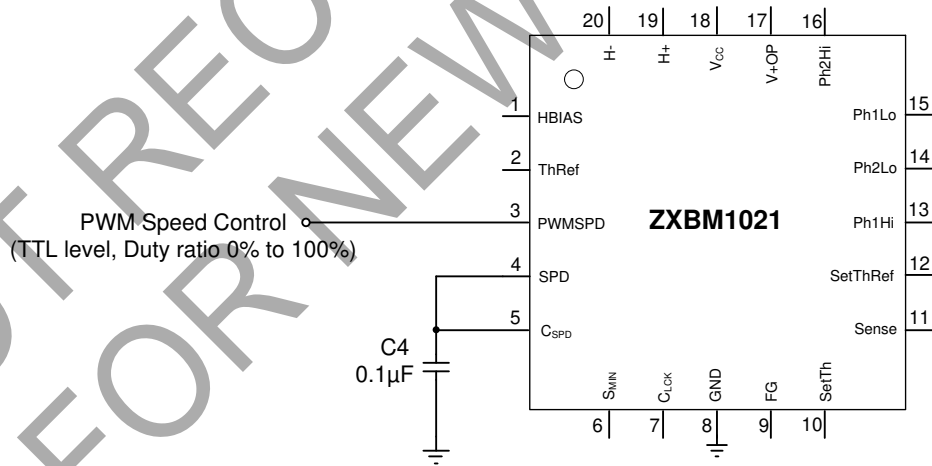 20 19 18 17 16
H- H+ VCC V+OP Ph2Hi
1 HBIAS
2 ThRef
3 PWMSPD
4 SPD
5 CSPD
ZXBM1021
Ph1Lo 15
Ph2Lo 14
Ph1Hi 13
SetThRef 12
Sense 11
PWM Speed Control
(TTL level, Duty ratio 0% to 100%)
C4
0.1µF
SMIN CLCK GND FG SetTh
6 7 8 9 10
FOR NEW